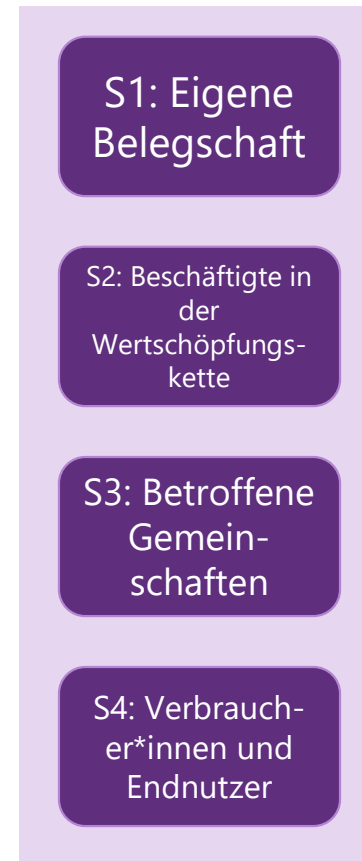 S1: Eigene
Belegschaft
S2: Beschäftigte in
der
Wertschöpfungs-
kette
S3: Betroffene
Gemein-
schaften
S4: Verbrauch-
er*innen und
Endnutzer